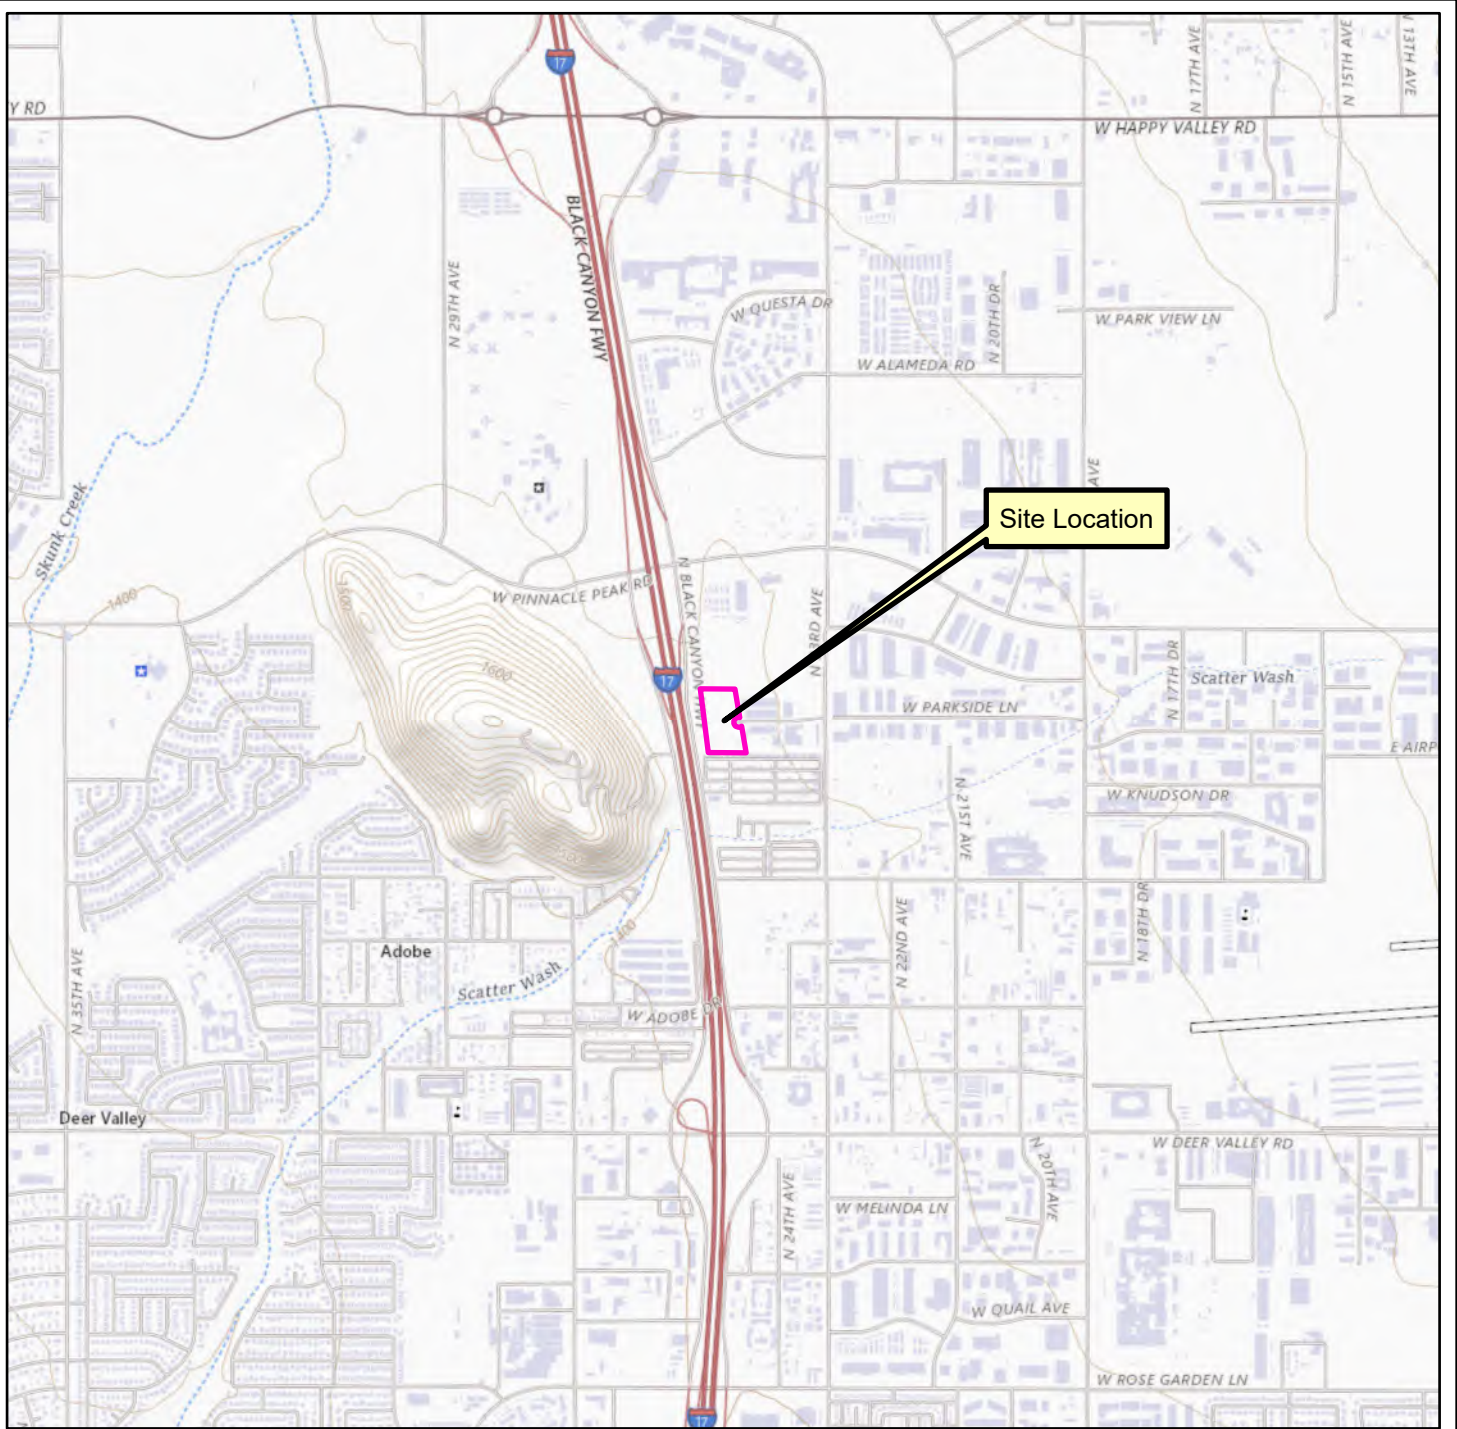 17
N 17TH AVE
N 15TH AVE
N 13TH AVE
Y RD
W HAPPY VALLEY RD
BLACK CANYON FWY
N 29TH AVE
W QUESTA DR
N 20TH DR
W PARK VIEW LN
W ALAMEDA RD
AVE
Skunk Creek
Site Location
1400
1600
W PINNACLE PEAK RD
N BLACK CANYON HWY
N 23RD AVE
1600
17
N 17TH DR
Scatter Wash
W PARKSIDE LN
E AIRP
W KNUDSON DR
N 21ST AVE
N 18TH DR
N 22ND AVE
1400
Adobe
Scatter Wash
N 35TH AVE
W ADOBE DR
Deer Valley
W DEER VALLEY RD
N 20TH AVE
N 24TH AVE
W MELINDA LN
W QUAIL AVE
W ROSE GARDEN LN
17